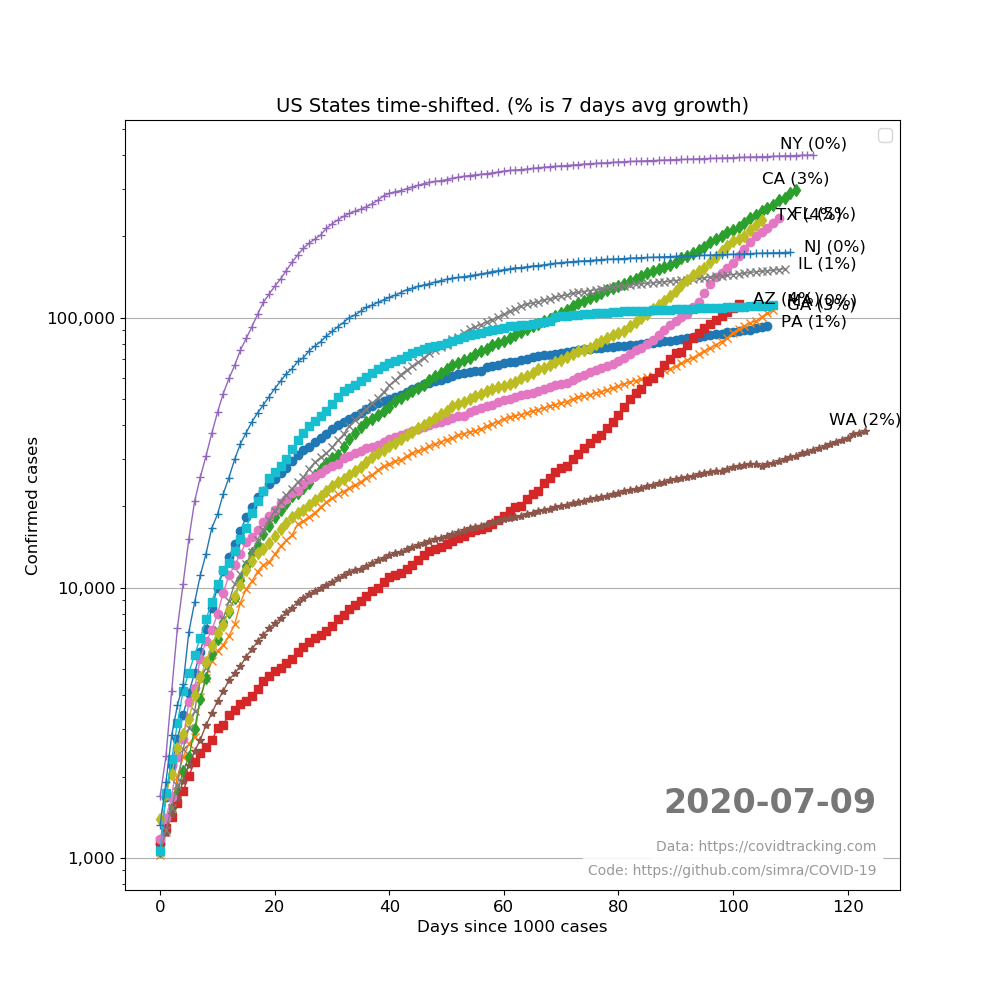 US States time-shifted. (% is 7 days avg growth)
NY (0%)
CA (3%)
TX (4%)
FL (5%)
NJ (0%)
IL (1%)
AZ (4%)
(0%)
GA (3%)
PA (1%)
WA (2%)
100,000
10,000
1,000
Confirmed cases
2020-07-09
Data: https://covidtracking.com
Code: https://github.com/simra/COVID-19
0 20 40 60 80 100 120
Days since 1000 cases